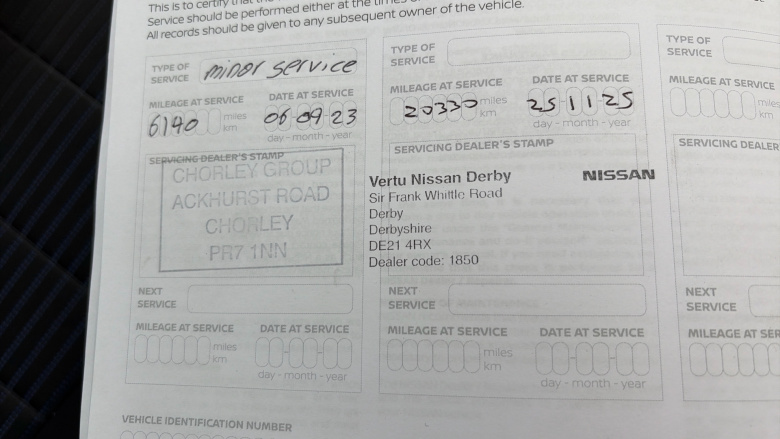 This is to certify that the
Service should be performed either at the times
All records should be given to any subsequent owner of the vehicle.
TYPE OF SERVICE minor service
MILEAGE AT SERVICE DATE AT SERVICE
6140 miles km 06-09-23
day - month - year
SERVICING DEALER'S STAMP
CHORLEY GROUP
ACKHURST ROAD
CHORLEY
PR7 1NN
NEXT SERVICE
MILEAGE AT SERVICE DATE AT SERVICE
miles km
day - month - year
TYPE OF SERVICE
MILEAGE AT SERVICE DATE AT SERVICE
20330 miles km 25-11-25
day - month - year
SERVICING DEALER'S STAMP
Vertu Nissan Derby NISSAN
Sir Frank Whittle Road
Derby
Derbyshire
DE21 4RX
Dealer code: 1850
NEXT SERVICE
MILEAGE AT SERVICE DATE AT SERVICE
miles km
day - month - year
TYPE OF SERVICE
MILEAGE AT SERVICE
miles km
SERVICING DEALER
NEXT SERVICE
MILEAGE AT SER
VEHICLE IDENTIFICATION NUMBER